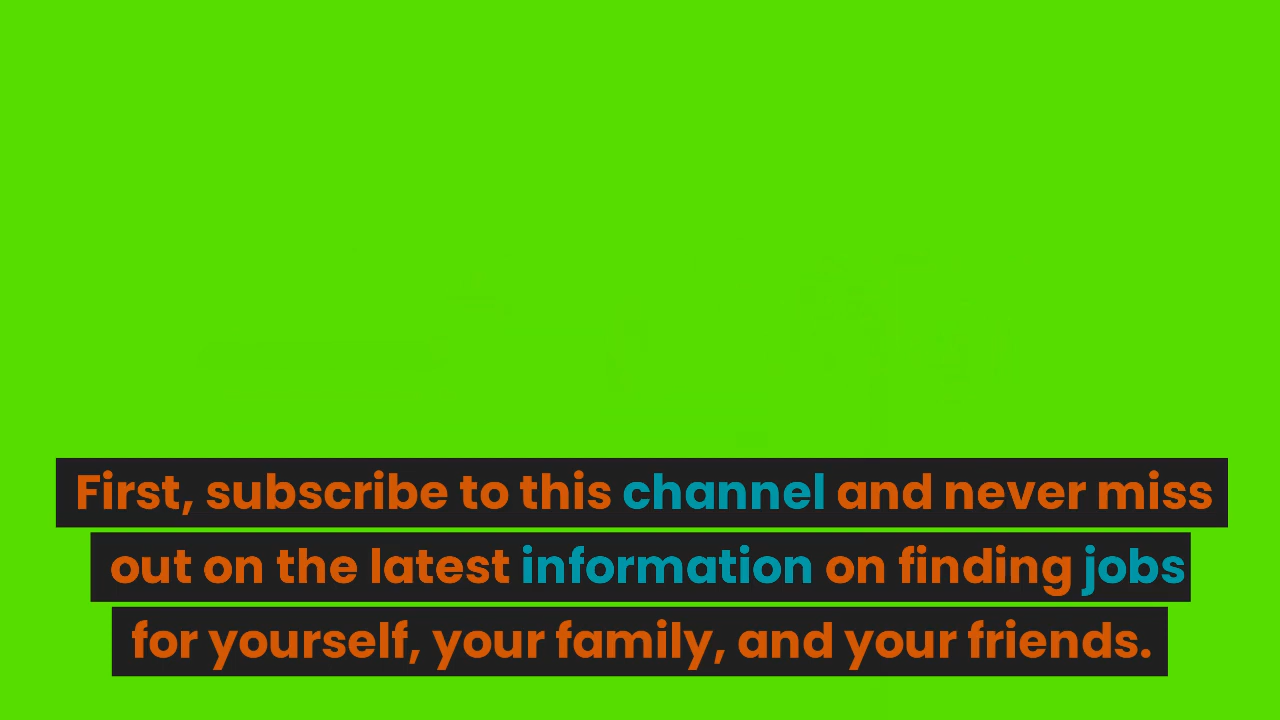 First, subscribe to this channel and never miss
out on the latest information on finding jobs
for yourself, your family, and your friends.